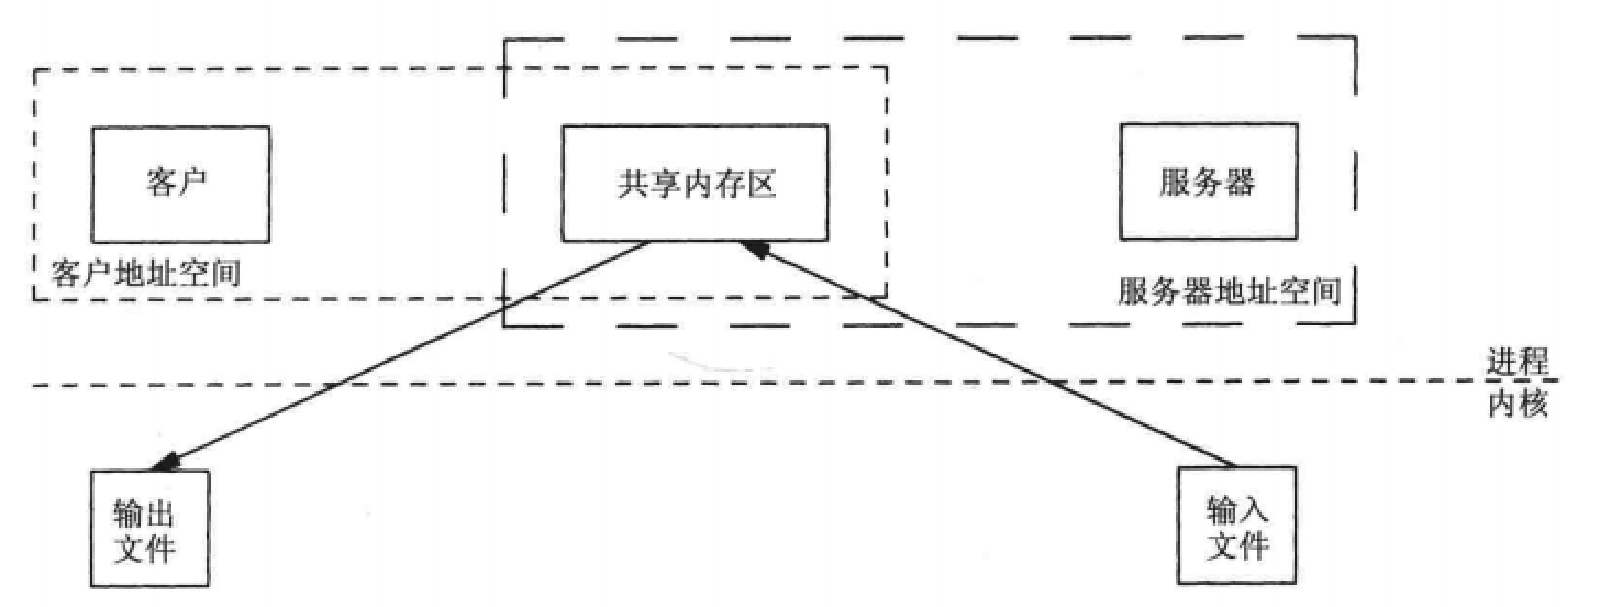 客户
共享内存区
服务器
客户地址空间
服务器地址空间
进程
内核
输出
文件
输入
文件